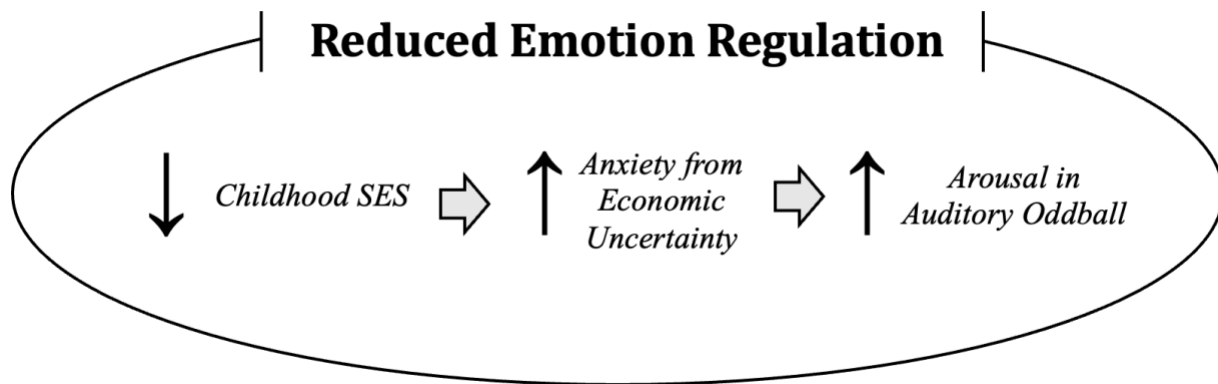 Reduced Emotion Regulation
Childhood SES
Anxiety from
Economic
Uncertainty
Arousal in
Auditory Oddball